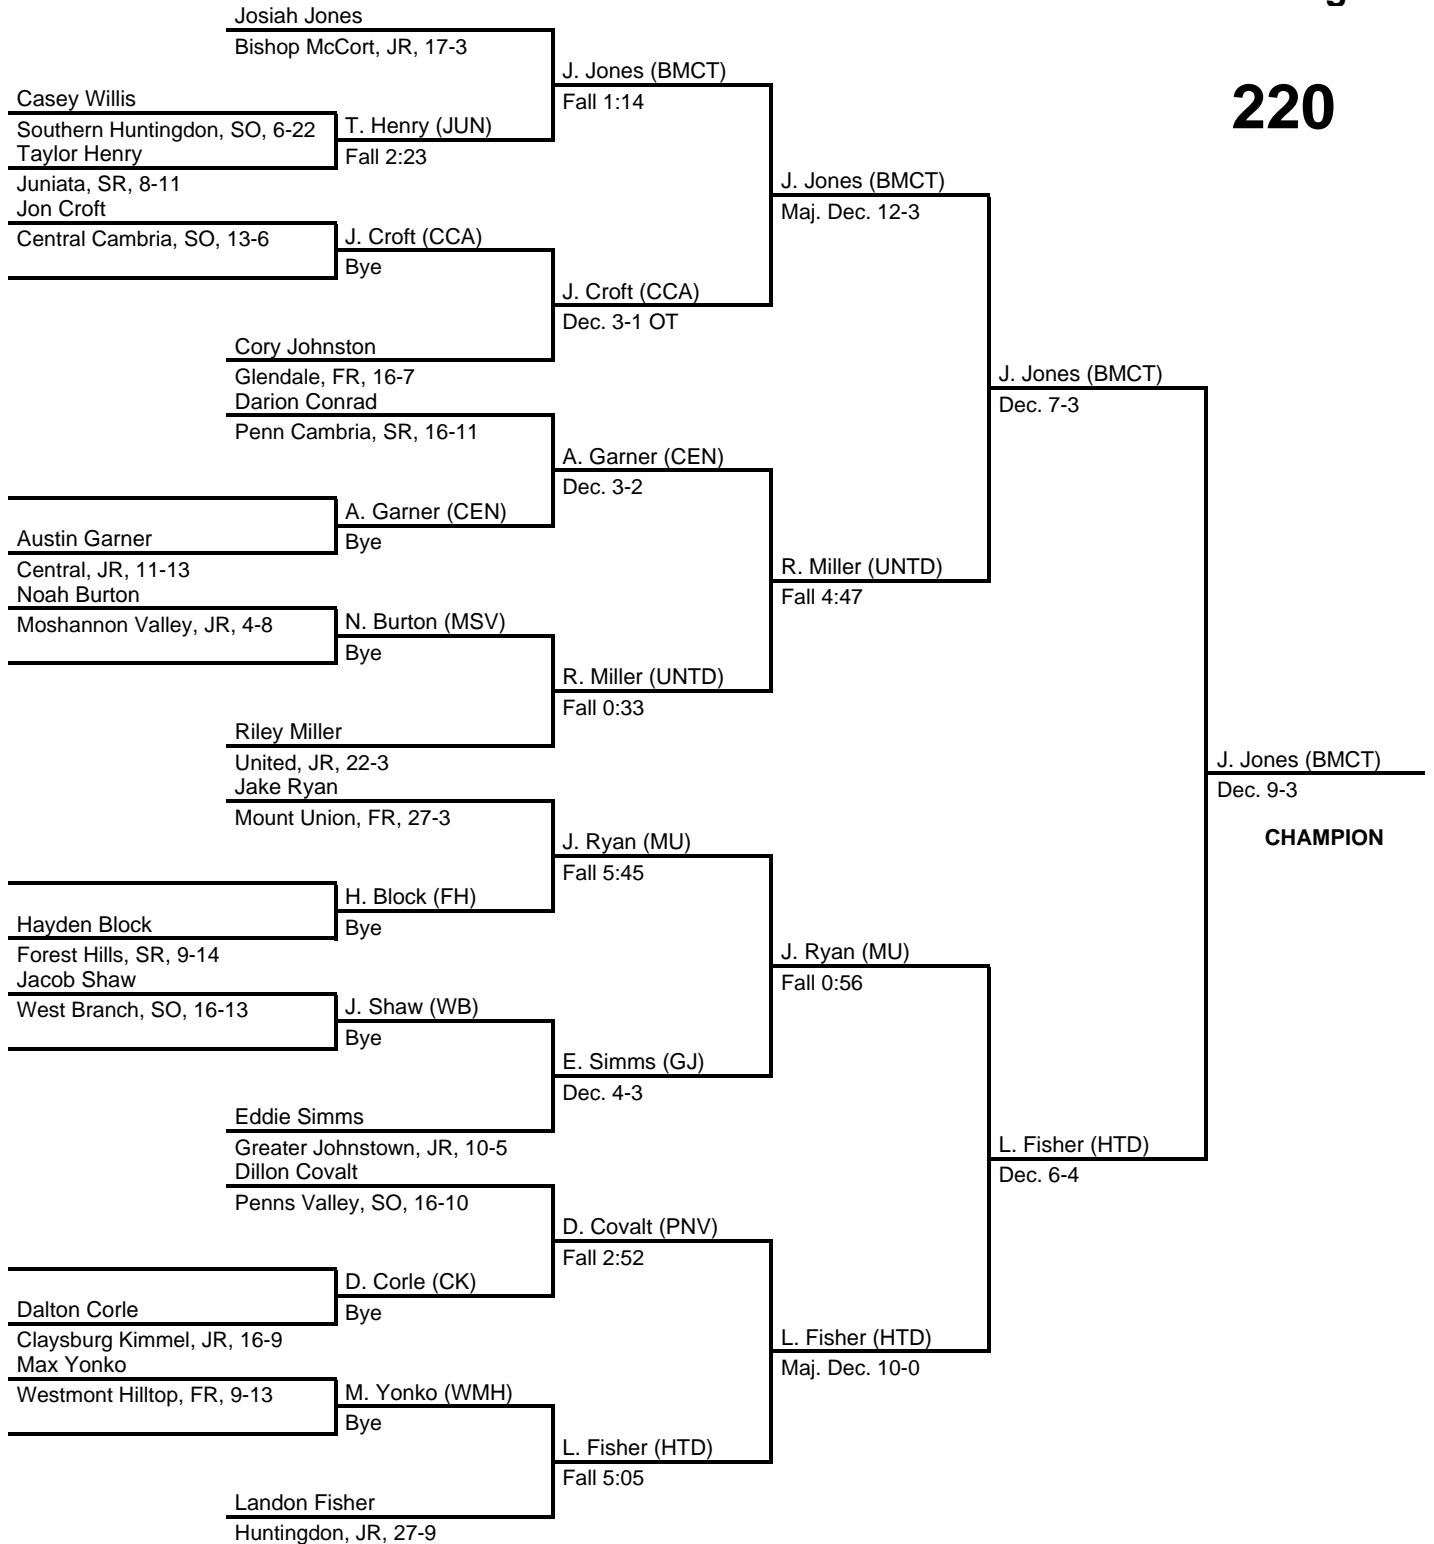 Josiah Jones
Bishop McCort, JR, 17-3
J. Jones (BMCT)
Fall 1:14
220
Casey Willis
Southern Huntingdon, SO, 6-22
T. Henry (JUN)
Taylor Henry
Fall 2:23
Juniata, SR, 8-11
J. Jones (BMCT)
Maj. Dec. 12-3
Jon Croft
Central Cambria, SO, 13-6
J. Croft (CCA)
Bye
J. Croft (CCA)
Dec. 3-1 OT
Cory Johnston
Glendale, FR, 16-7
J. Jones (BMCT)
Dec. 7-3
Darion Conrad
Penn Cambria, SR, 16-11
A. Garner (CEN)
Dec. 3-2
A. Garner (CEN)
Austin Garner
Bye
Central, JR, 11-13
R. Miller (UNTD)
Fall 4:47
Noah Burton
Moshannon Valley, JR, 4-8
N. Burton (MSV)
Bye
R. Miller (UNTD)
Fall 0:33
Riley Miller
United, JR, 22-3
J. Jones (BMCT)
Dec. 9-3
Jake Ryan
Mount Union, FR, 27-3
CHAMPION
J. Ryan (MU)
Fall 5:45
H. Block (FH)
Hayden Block
Bye
Forest Hills, SR, 9-14
J. Ryan (MU)
Fall 0:56
Jacob Shaw
West Branch, SO, 16-13
J. Shaw (WB)
Bye
E. Simms (GJ)
Dec. 4-3
Eddie Simms
Greater Johnstown, JR, 10-5
L. Fisher (HTD)
Dec. 6-4
Dillon Covalt
Penns Valley, SO, 16-10
D. Covalt (PNV)
Fall 2:52
D. Corle (CK)
Dalton Corle
Bye
Claysburg Kimmel, JR, 16-9
L. Fisher (HTD)
Maj. Dec. 10-0
Max Yonko
Westmont Hilltop, FR, 9-13
M. Yonko (WMH)
Bye
L. Fisher (HTD)
Fall 5:05
Landon Fisher
Huntingdon, JR, 27-9